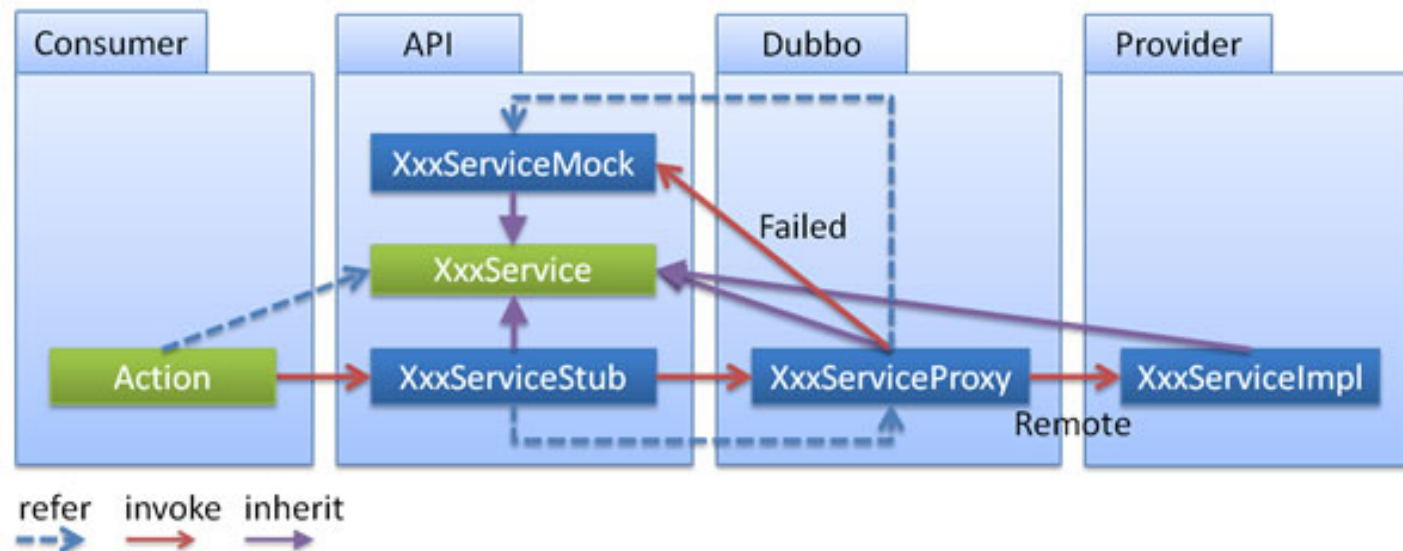 Consumer
API
Dubbo
Provider
XxxServiceMock
Failed
XxxService
Action
XxxServiceStub
XxxServiceProxy
XxxServiceImpl
Remote
refer invoke inherit